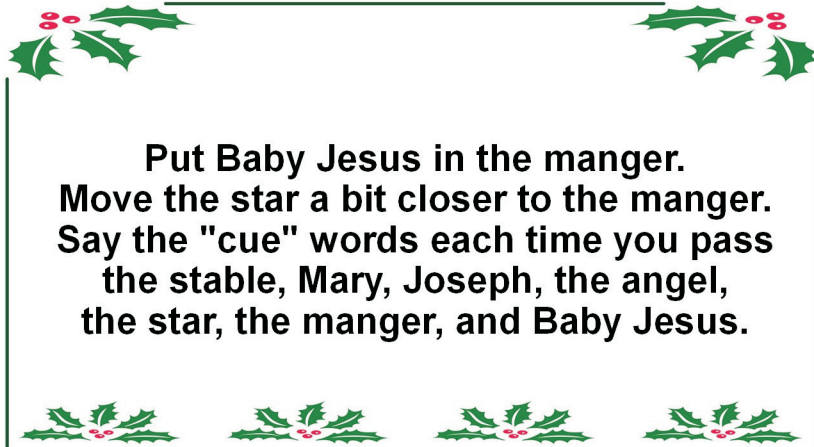 Put Baby Jesus in the manger.
Move the star a bit closer to the manger.
Say the "cue" words each time you pass
the stable, Mary, Joseph, the angel,
the star, the manger, and Baby Jesus.